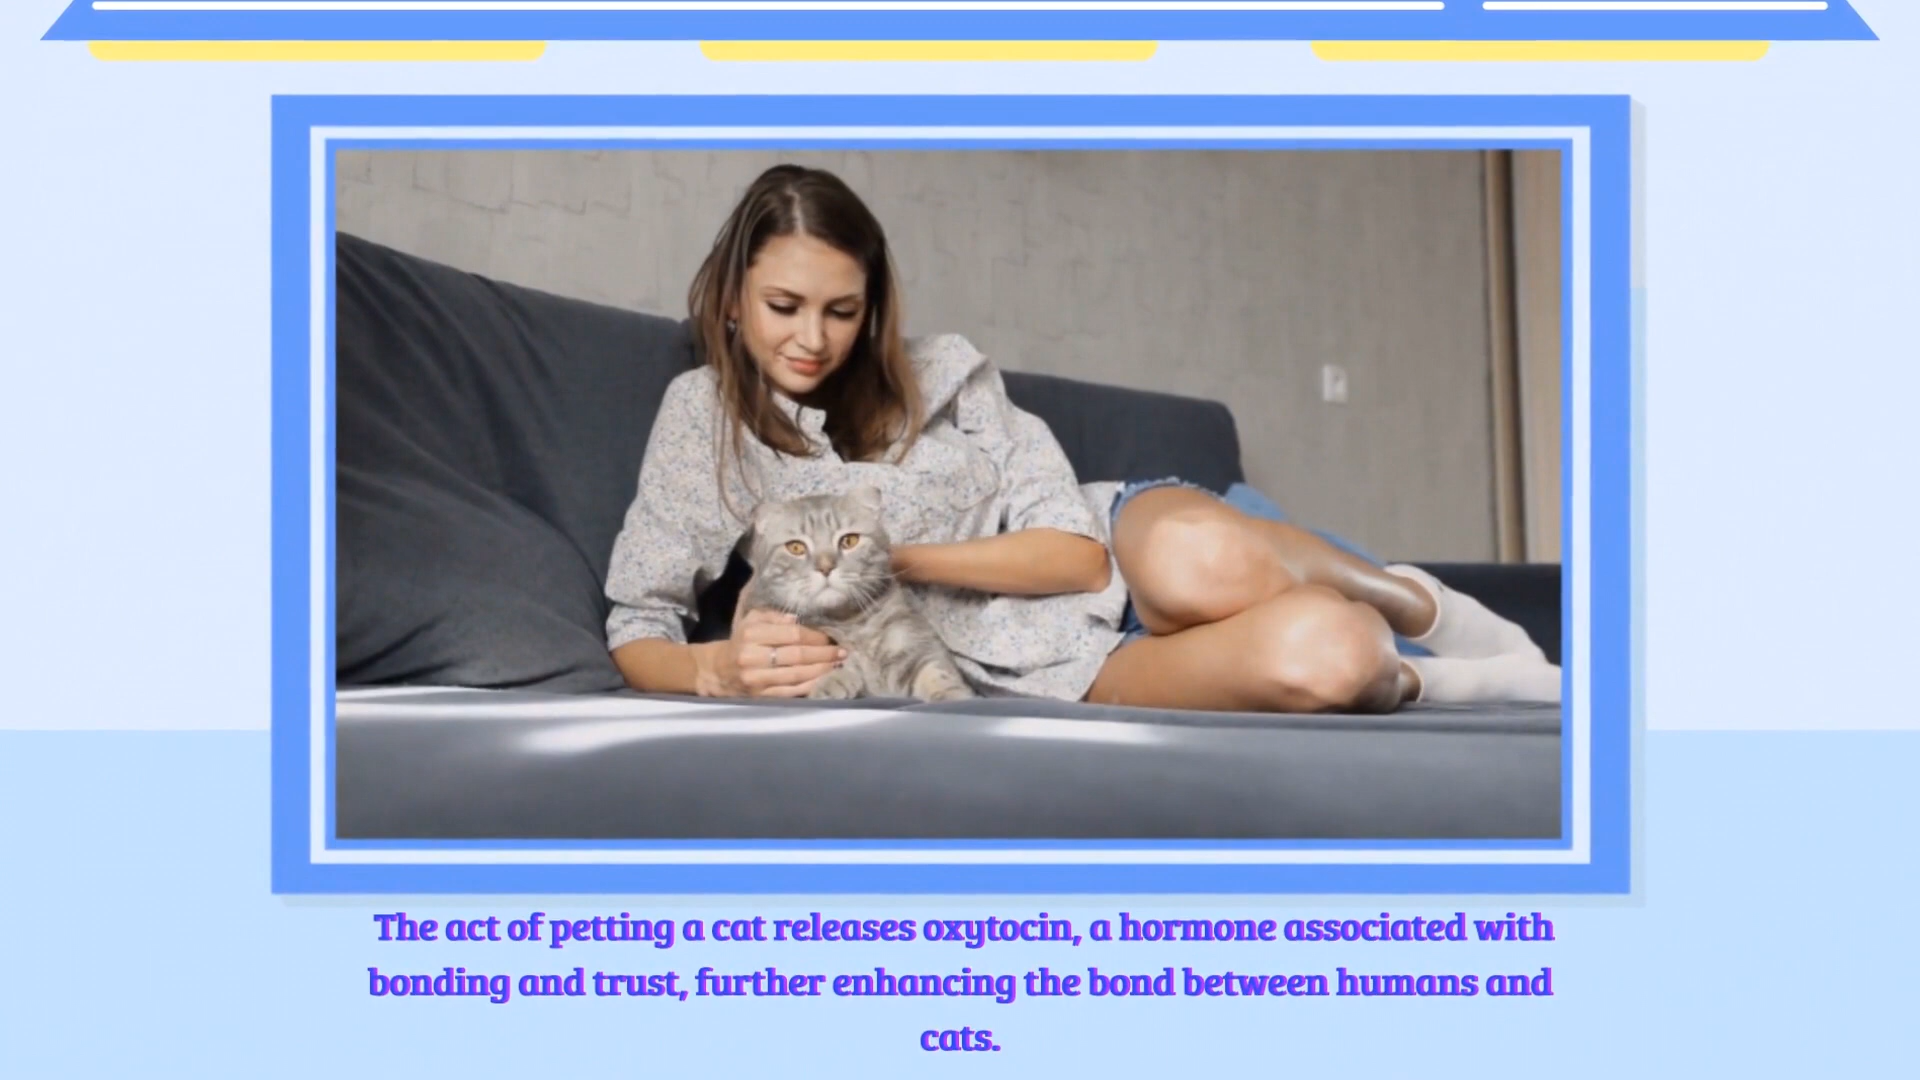 The act of petting a cat releases oxytocin, a hormone associated with
bonding and trust, further enhancing the bond between humans and
cats.